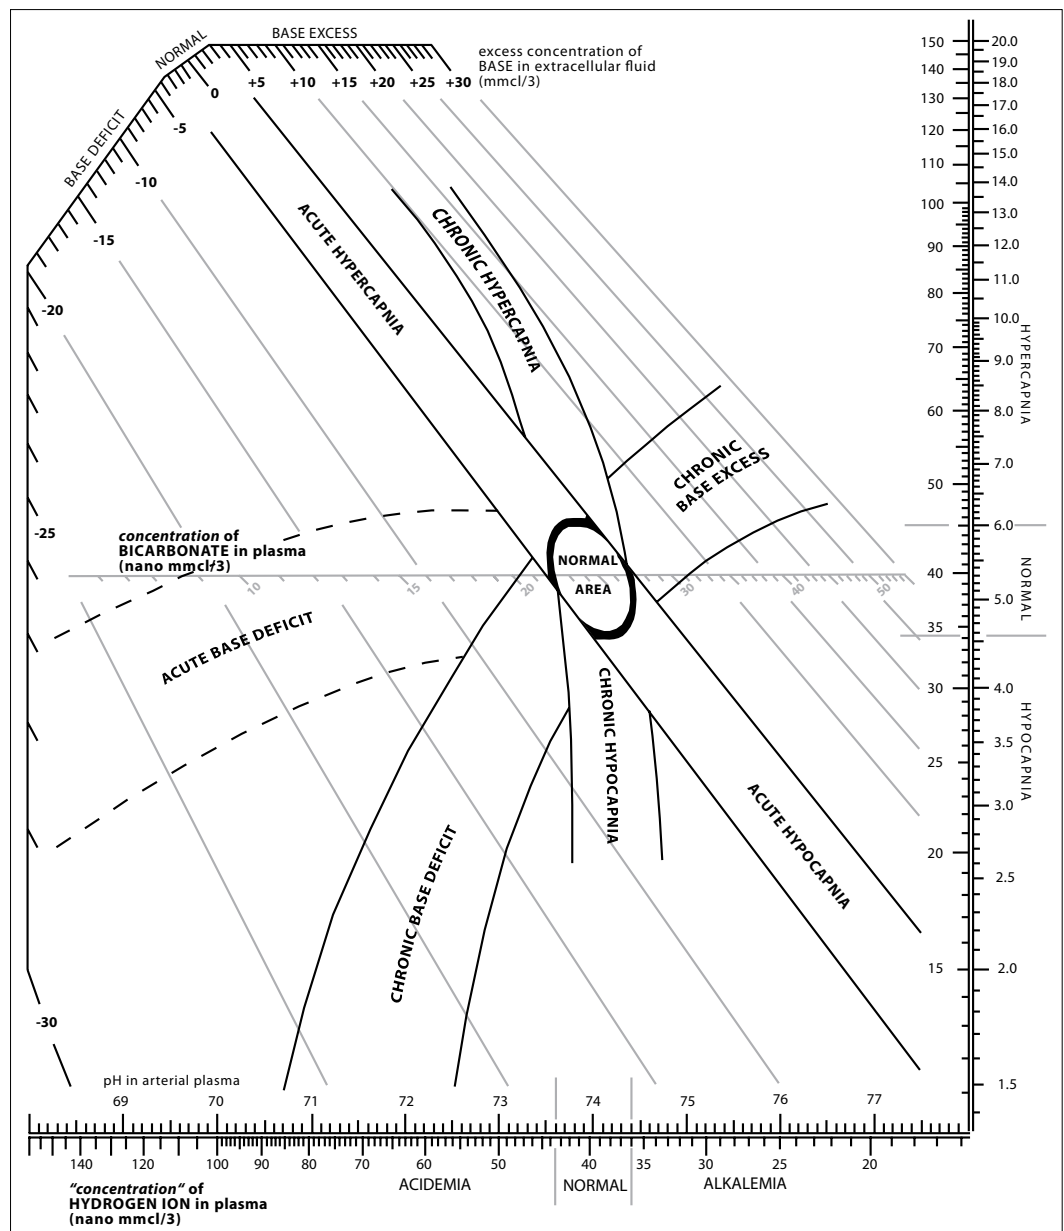 NORMAL
BASE EXCESS
BASE DEFICIT
excess concentration of
BASE in extracellular fluid
(mmcl/3)
0
+5
+10
+15
+20
+25
+30
-5
-10
-15
-20
-25
-30
ACUTE HYPERCAPNIA
CHRONIC HYPERCAPNIA
CHRONIC
BASE EXCESS
concentration of
BICARBONATE in plasma
(nano mmcl/3)
10
15
20
30
40
50
NORMAL
AREA
ACUTE BASE DEFICIT
CHRONIC BASE DEFICIT
CHRONIC HYPOCAPNIA
ACUTE HYPOCAPNIA
150
140
130
120
110
100
90
80
70
60
50
40
35
30
25
20
15
20.0
19.0
18.0
17.0
16.0
15.0
14.0
13.0
12.0
11.0
10.0
9.0
8.0
7.0
6.0
5.0
4.0
3.5
3.0
2.5
2.0
1.5
HYPERCAPNIA
NORMAL
HYPOCAPNIA
pH in arterial plasma
69
70
71
72
73
74
75
76
77
140
120
100
90
80
70
60
50
40
35
30
25
20
"concentration" of
HYDROGEN ION in plasma
(nano mmcl/3)
ACIDEMIA
NORMAL
ALKALEMIA